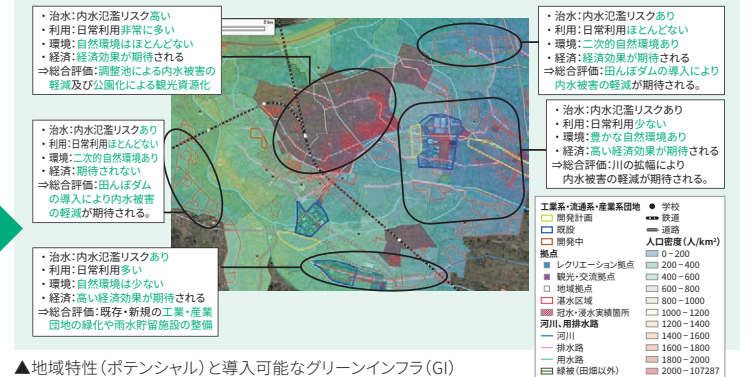 ・治水:内水氾濫リスク高い
・利用:日常利用非常に多い
・環境:自然環境はほとんどない
・経済:経済効果が期待される
⇒総合評価:調整池による内水被害の
軽減及び公園化による観光資源化
・治水:内水氾濫リスクあり
・利用:日常利用ほとんどない
・環境:二次的自然環境あり
・経済:期待されない
⇒総合評価:田んぼダム
の導入により内水被害
の軽減が期待される。
・治水:内水氾濫リスクあり
・利用:日常利用多い
・環境:自然環境は少ない
・経済:高い経済効果が期待される
⇒総合評価:既存・新規の工業・産業
団地の緑化や雨水貯留施設の整備
・治水:内水氾濫リスクあり
・利用:日常利用ほとんどない
・環境:二次的自然環境あり
・経済:経済効果が期待される
⇒総合評価:田んぼダムの導入により
内水被害の軽減が期待される。
・治水:内水氾濫リスクあり
・利用:日常利用少ない
・環境:豊かな自然環境あり
・経済:高い経済効果が期待される
⇒総合評価:川の拡幅により
内水被害の軽減が期待される。
工業系・流通系・産業系団地
開発計画
既設
開発中
拠点
レクリエーション拠点
観光・交流拠点
地域拠点
湛水区域
冠水・浸水実績箇所
河川、用排水路
河川
排水路
用水路
緑被(田畑以外)
学校
鉄道
道路
人口密度(人/km²)
0-200
200-400
400-600
600-800
800-1000
1000-1200
1200-1400
1400-1600
1600-1800
1800-2000
2000-107287
▲地域特性(ポテンシャル)と導入可能なグリーンインフラ(GI)